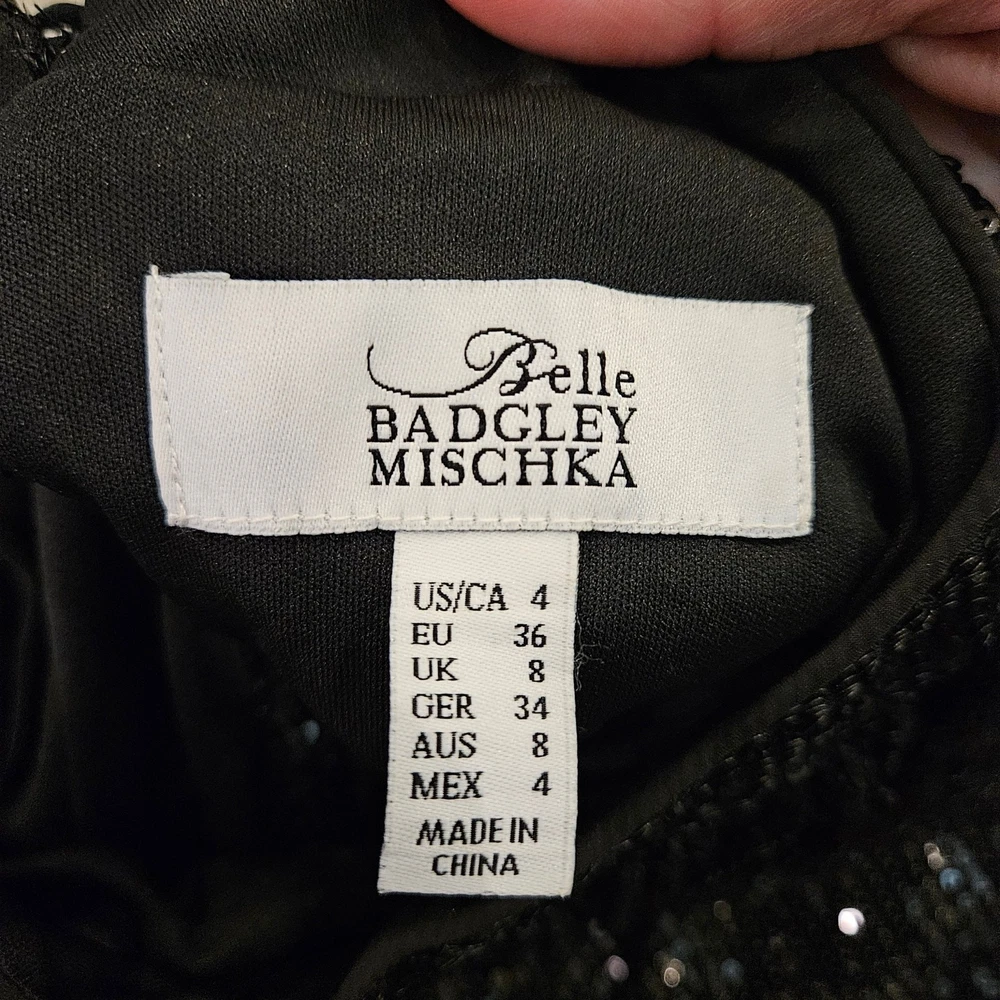 Belle
BADGLEY
MISCHKA
US/CA 4
EU 36
UK 8
GER 34
AUS 8
MEX 4
MADE IN
CHINA